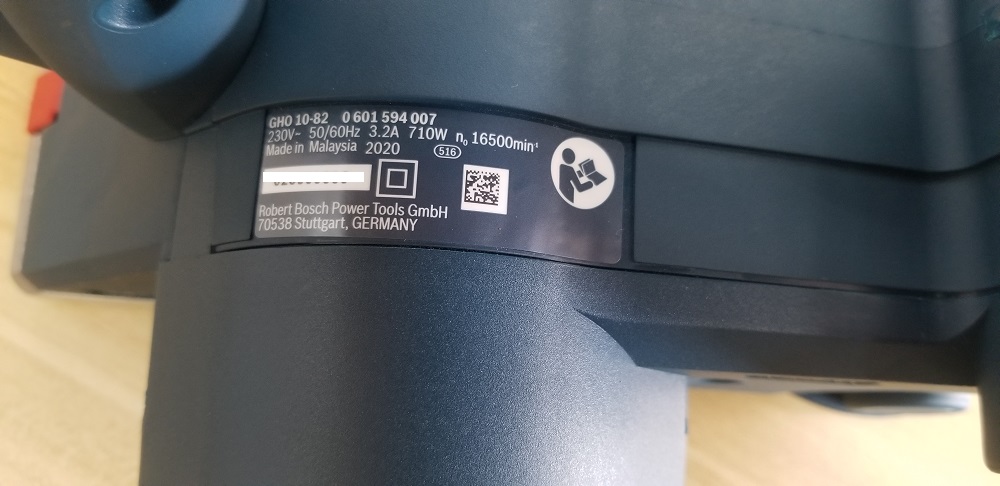 GHO 10-82 0 601 594 007
230V~ 50/60Hz 3.2A 710W n₀ 16500min⁻¹
Made in Malaysia 2020 516
Robert Bosch Power Tools GmbH
70538 Stuttgart, GERMANY